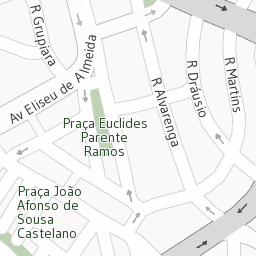 R Grupiara
Av Eliseu de Almeida
R Alvarenga
R Dráusio
R Martins
Praça Euclides
Parente
Ramos
Praça João
Afonso de
Sousa
Castelano